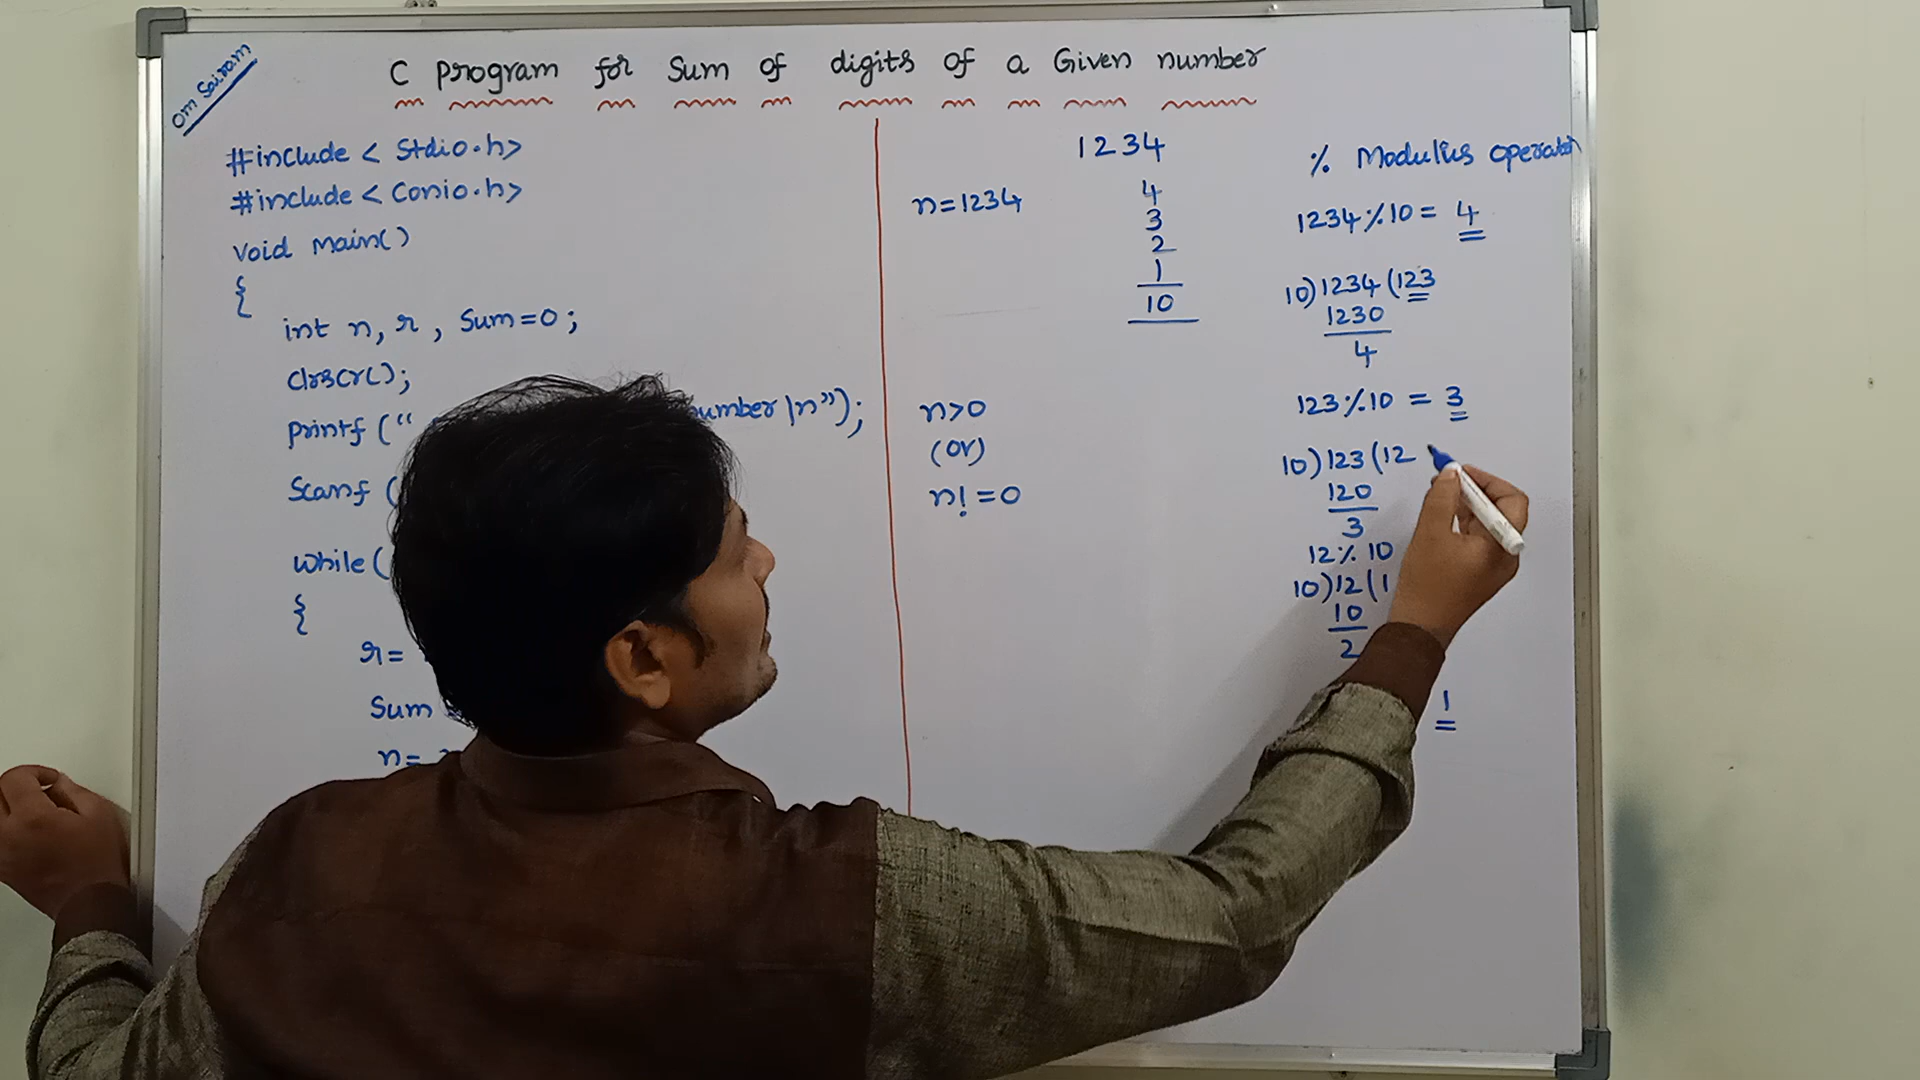 Om Sairam
C program for Sum of digits of a Given number
#include < Stdio.h>
#include < Conio.h>
Void main()
{
int n, r, Sum=0;
clrscr();
printf (“ number \n”);
Scanf (
while (
{
r=
Sum
n=
n=1234
n>0
(or)
n!=0
1234
4
3
2
1
10
% Modulus operator
1234%10 = 4
10)1234(123
1230
4
123%10 = 3
10)123(12
120
3
12%10
10)12(1
10
2
1